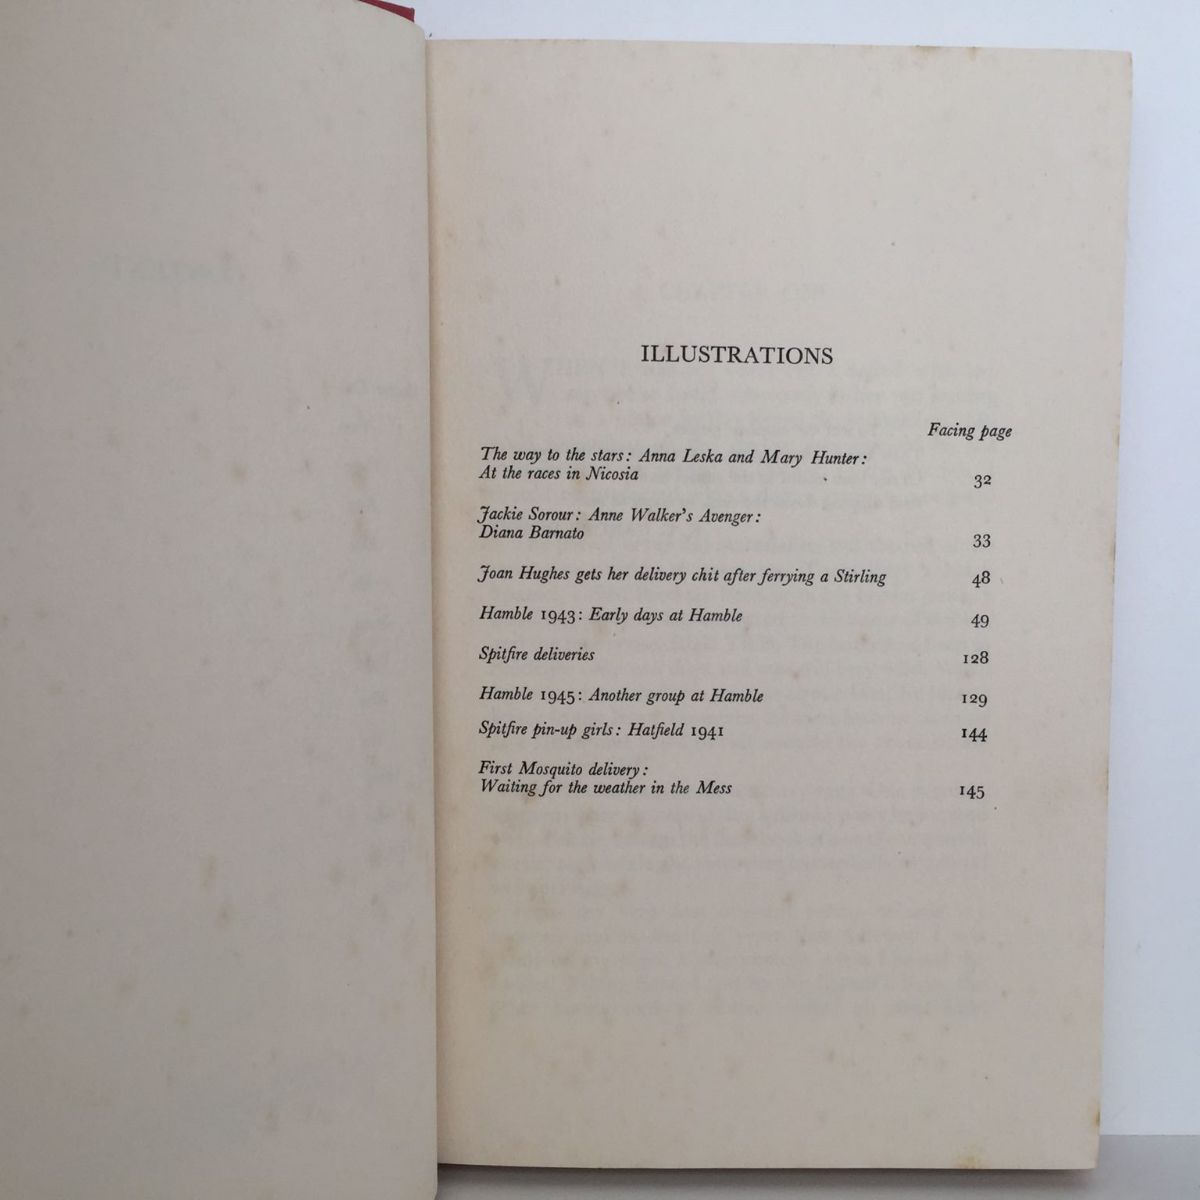 ILLUSTRATIONS
Facing page
The way to the stars: Anna Leska and Mary Hunter:
At the races in Nicosia 32
Jackie Sorour: Anne Walker's Avenger:
Diana Barnato 33
Joan Hughes gets her delivery chit after ferrying a Stirling 48
Hamble 1943: Early days at Hamble 49
Spitfire deliveries 128
Hamble 1945: Another group at Hamble 129
Spitfire pin-up girls: Hatfield 1941 144
First Mosquito delivery:
Waiting for the weather in the Mess 145